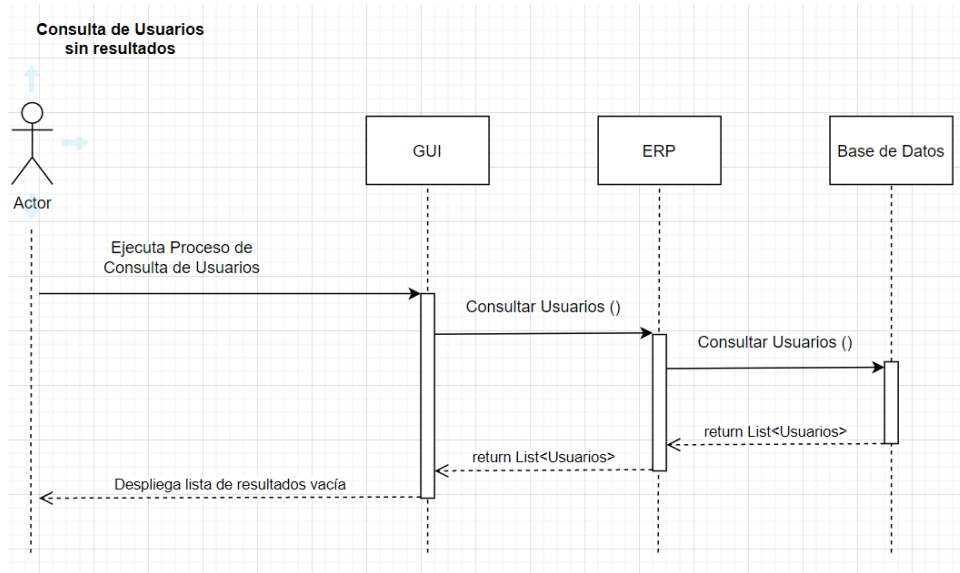 Consulta de Usuarios
sin resultados
GUI
ERP
Base de Datos
Actor
Ejecuta Proceso de
Consulta de Usuarios
Consultar Usuarios ()
Consultar Usuarios ()
return List<Usuarios>
return List<Usuarios>
Despliega lista de resultados vacía